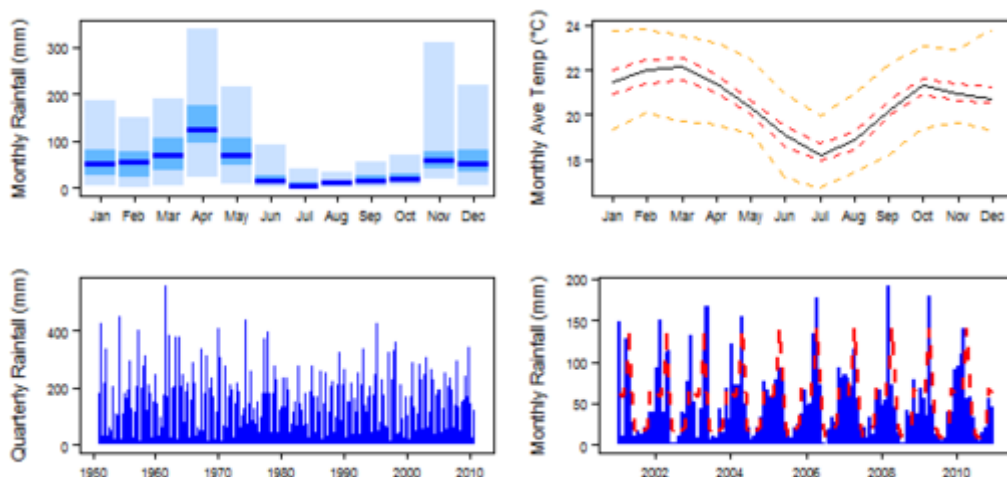 Monthly Rainfall (mm)
300
200
100
0
Jan Feb Mar Apr May Jun Jul Aug Sep Oct Nov Dec
Monthly Ave Temp (°C)
24
22
20
18
Jan Feb Mar Apr May Jun Jul Aug Sep Oct Nov Dec
Quarterly Rainfall (mm)
400
200
0
1950 1960 1970 1980 1990 2000 2010
Monthly Rainfall (mm)
200
150
100
50
0
2002 2004 2006 2008 2010